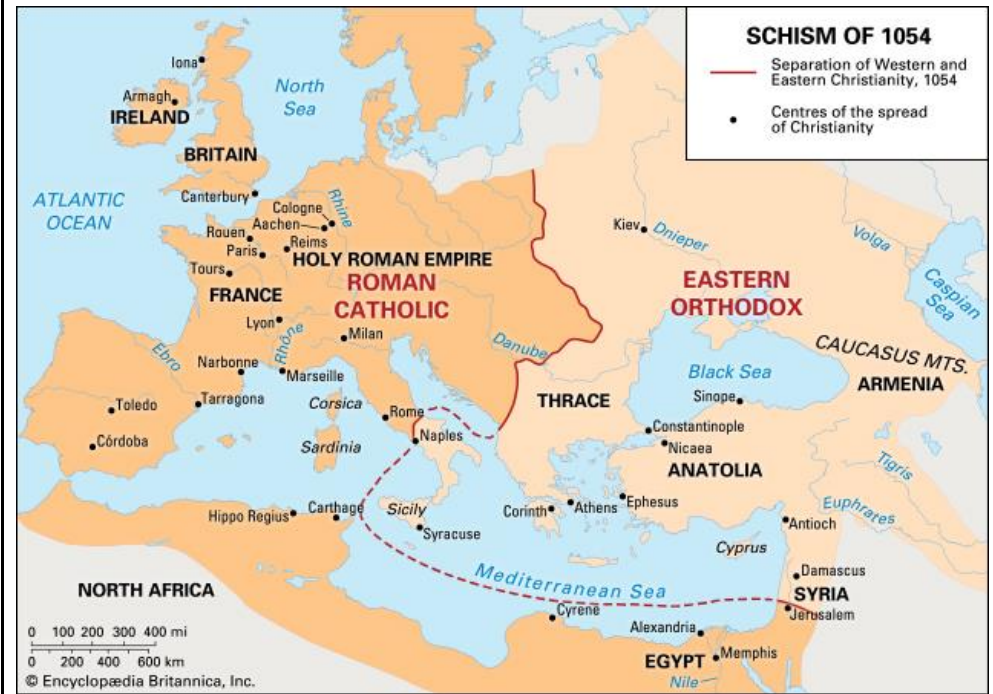 SCHISM OF 1054
Separation of Western and
Eastern Christianity, 1054
Centres of the spread
of Christianity
Iona
North
Sea
Armagh
IRELAND
BRITAIN
ATLANTIC
OCEAN
Canterbury
Cologne
Aachen
Rhine
Rouen
Reims
Paris
HOLY ROMAN EMPIRE
Tours
ROMAN
CATHOLIC
FRANCE
Lyon
Milan
Rhône
Danube
Kiev
Dnieper
Volga
EASTERN
ORTHODOX
Caspian
Sea
CAUCASUS MTS.
ARMENIA
Black Sea
Sinope
THRACE
Constantinople
Nicaea
ANATOLIA
Ebro
Narbonne
Marseille
Toledo
Tarragona
Corsica
Rome
Córdoba
Sardinia
Naples
Tigris
Euphrates
Hippo Regius
Carthage
Sicily
Syracuse
Corinth
Athens
Ephesus
Antioch
Cyprus
Damascus
SYRIA
Jerusalem
NORTH AFRICA
Mediterranean Sea
Cyrene
Alexandria
EGYPT
Memphis
Nile
0 100 200 300 400 mi
0 200 400 600 km
© Encyclopædia Britannica, Inc.